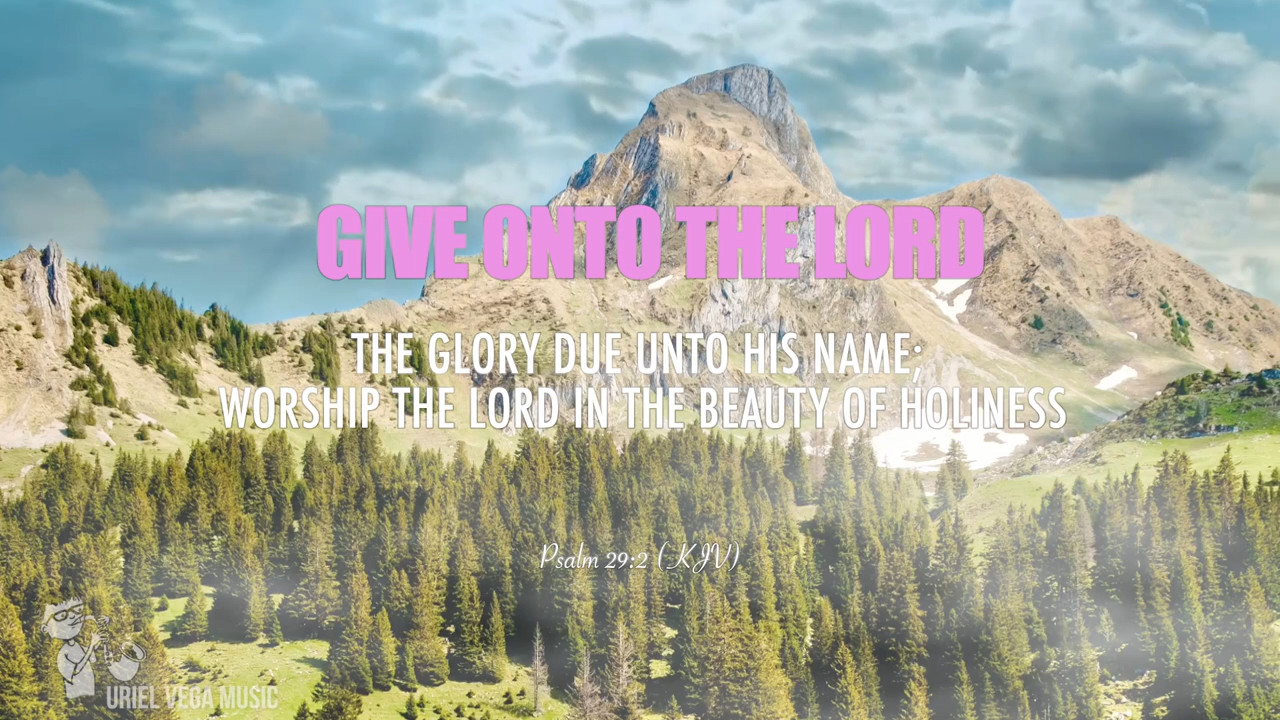 GIVE ONTO THE LORD
THE GLORY DUE UNTO HIS NAME;
WORSHIP THE LORD IN THE BEAUTY OF HOLINESS
Psalm 29:2 (KJV)
URIEL VEGA MUSIC